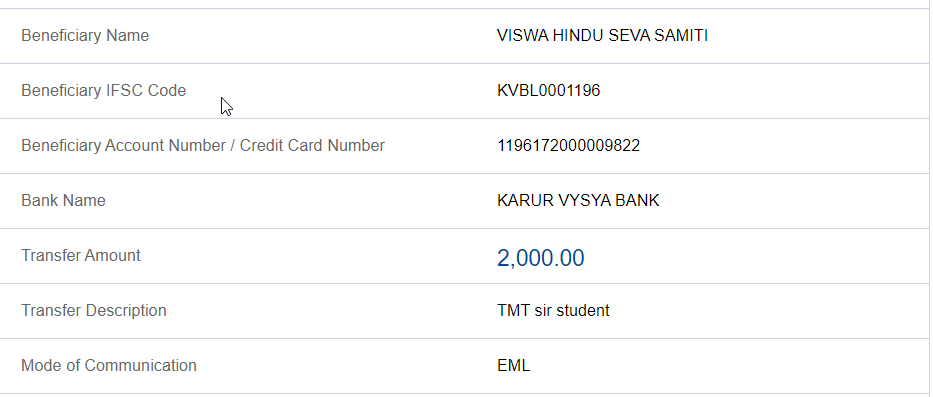 Beneficiary Name VISWA HINDU SEVA SAMITI
Beneficiary IFSC Code KVBL0001196
Beneficiary Account Number / Credit Card Number 1196172000009822
Bank Name KARUR VYSYA BANK
Transfer Amount 2,000.00
Transfer Description TMT sir student
Mode of Communication EML